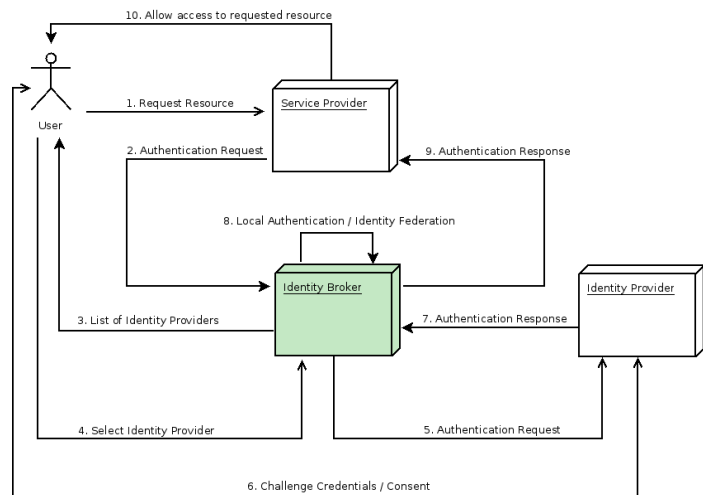 10. Allow access to requested resource
User
1. Request Resource
Service Provider
2. Authentication Request
9. Authentication Response
8. Local Authentication / Identity Federation
Identity Broker
Identity Provider
3. List of Identity Providers
7. Authentication Response
4. Select Identity Provider
5. Authentication Request
6. Challenge Credentials / Consent